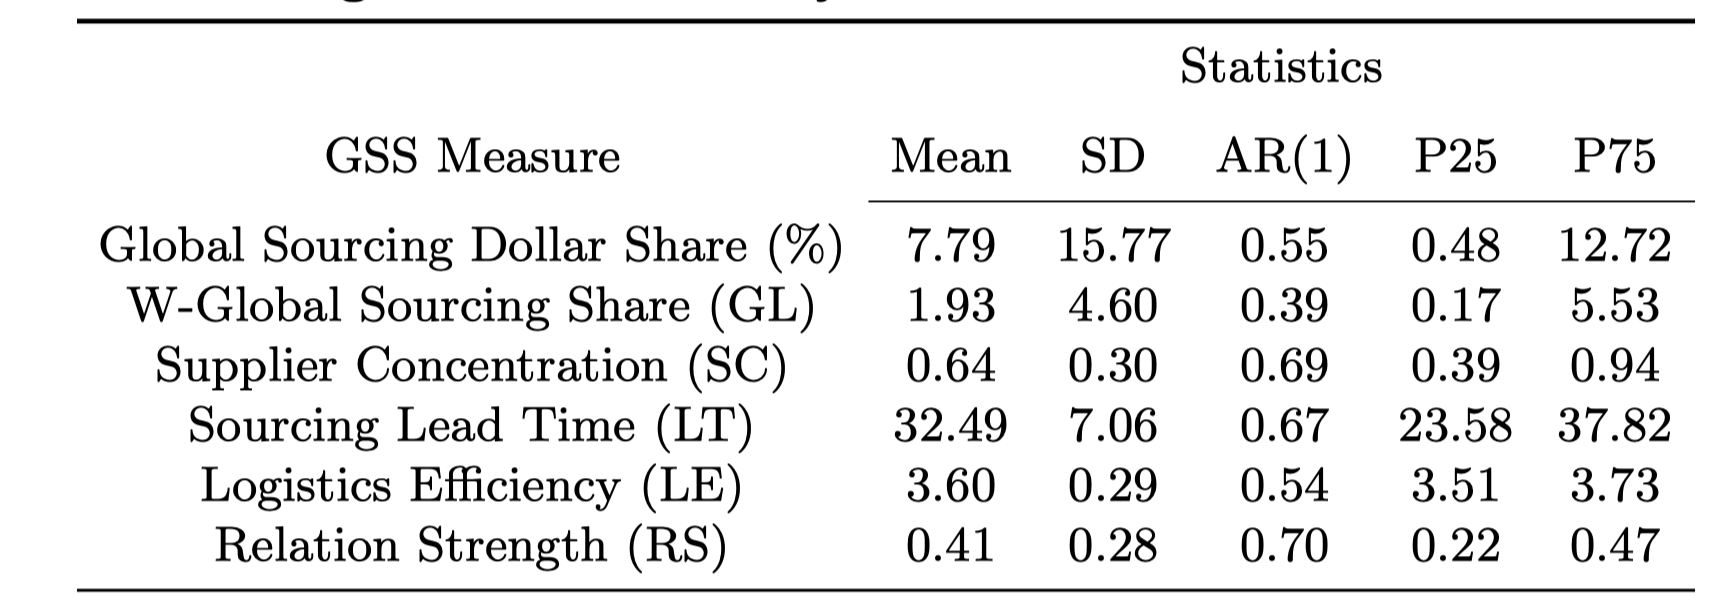 Statistics
GSS Measure Mean SD AR(1) P25 P75
Global Sourcing Dollar Share (%) 7.79 15.77 0.55 0.48 12.72
W-Global Sourcing Share (GL) 1.93 4.60 0.39 0.17 5.53
Supplier Concentration (SC) 0.64 0.30 0.69 0.39 0.94
Sourcing Lead Time (LT) 32.49 7.06 0.67 23.58 37.82
Logistics Efficiency (LE) 3.60 0.29 0.54 3.51 3.73
Relation Strength (RS) 0.41 0.28 0.70 0.22 0.47